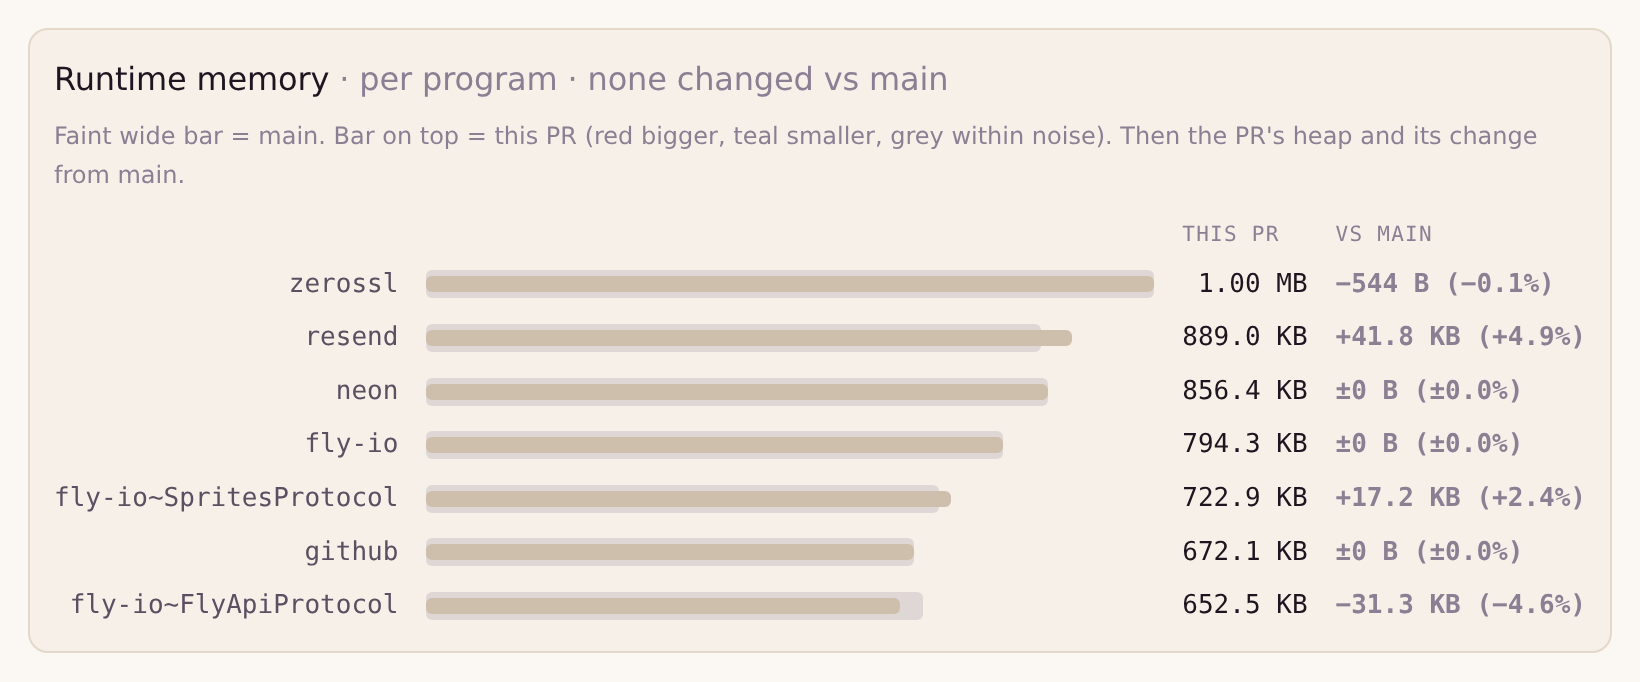 Runtime memory · per program · none changed vs main
Faint wide bar = main. Bar on top = this PR (red bigger, teal smaller, grey within noise). Then the PR's heap and its change
from main.
THIS PR VS MAIN
zerossl 1.00 MB −544 B (−0.1%)
resend 889.0 KB +41.8 KB (+4.9%)
neon 856.4 KB ±0 B (±0.0%)
fly-io 794.3 KB ±0 B (±0.0%)
fly-io~SpritesProtocol 722.9 KB +17.2 KB (+2.4%)
github 672.1 KB ±0 B (±0.0%)
fly-io~FlyApiProtocol 652.5 KB −31.3 KB (−4.6%)